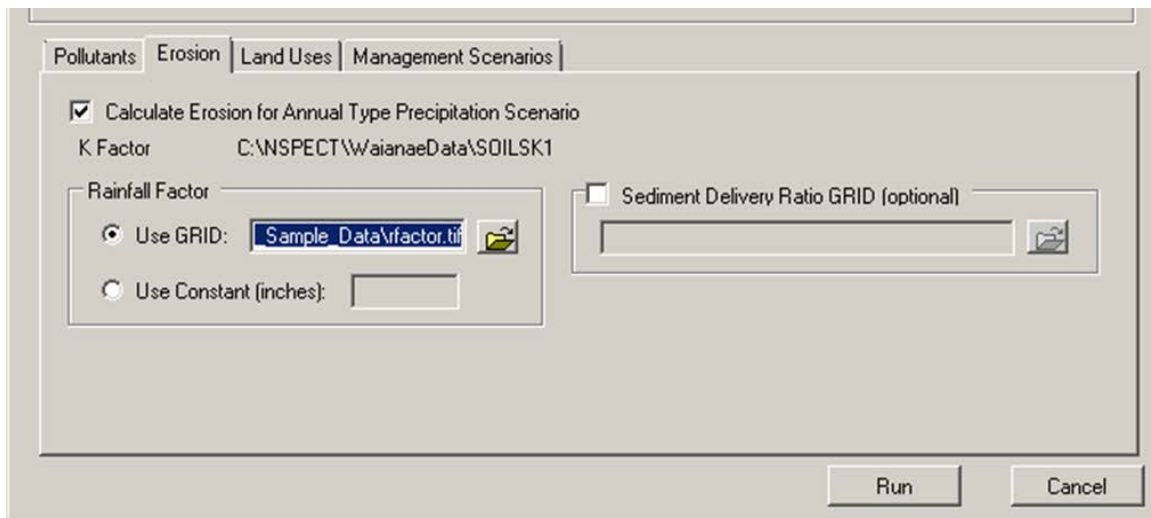 Pollutants Erosion Land Uses Management Scenarios
Calculate Erosion for Annual Type Precipitation Scenario
K Factor C:\NSPECT\WaianaeData\SOILSK1
Rainfall Factor
Use GRID: _Sample_Data\rfactor.tif
Use Constant (inches):
Sediment Delivery Ratio GRID (optional)
Run Cancel